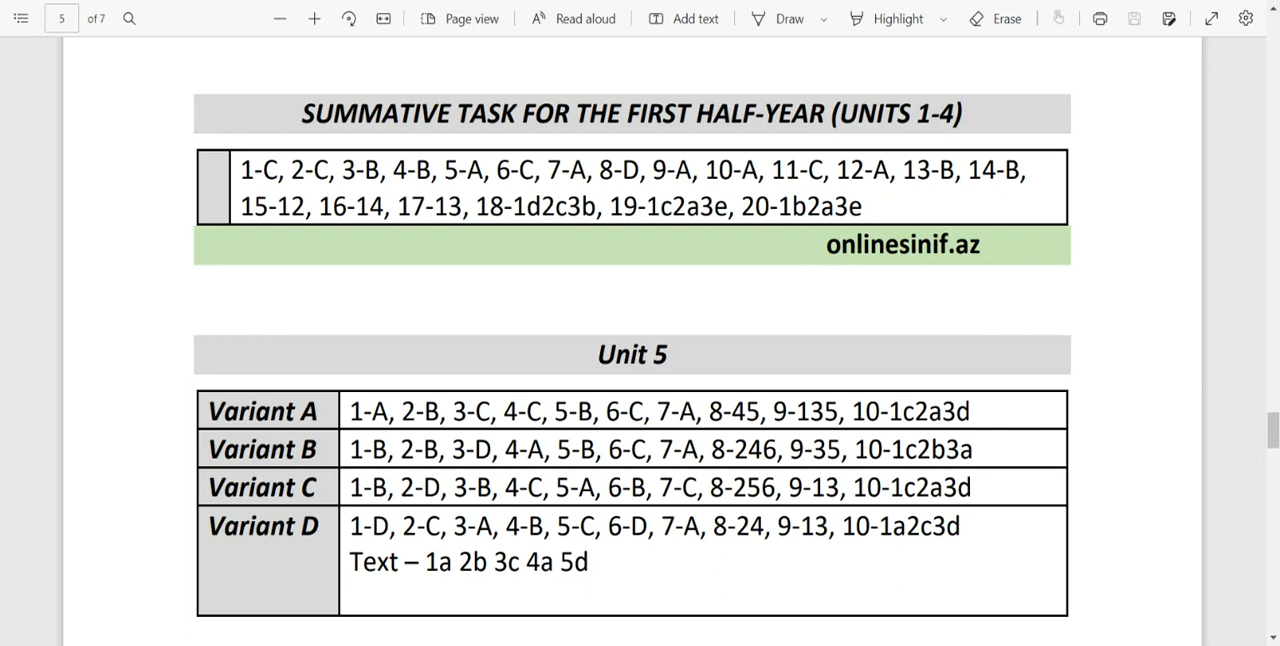 5 of 7 Page view Read aloud Add text Draw Highlight Erase
SUMMATIVE TASK FOR THE FIRST HALF-YEAR (UNITS 1-4)
1-C, 2-C, 3-B, 4-B, 5-A, 6-C, 7-A, 8-D, 9-A, 10-A, 11-C, 12-A, 13-B, 14-B,
15-12, 16-14, 17-13, 18-1d2c3b, 19-1c2a3e, 20-1b2a3e
onlinesinif.az
Unit 5
Variant A 1-A, 2-B, 3-C, 4-C, 5-B, 6-C, 7-A, 8-45, 9-135, 10-1c2a3d
Variant B 1-B, 2-B, 3-D, 4-A, 5-B, 6-C, 7-A, 8-246, 9-35, 10-1c2b3a
Variant C 1-B, 2-D, 3-B, 4-C, 5-A, 6-B, 7-C, 8-256, 9-13, 10-1c2a3d
Variant D 1-D, 2-C, 3-A, 4-B, 5-C, 6-D, 7-A, 8-24, 9-13, 10-1a2c3d
Text – 1a 2b 3c 4a 5d